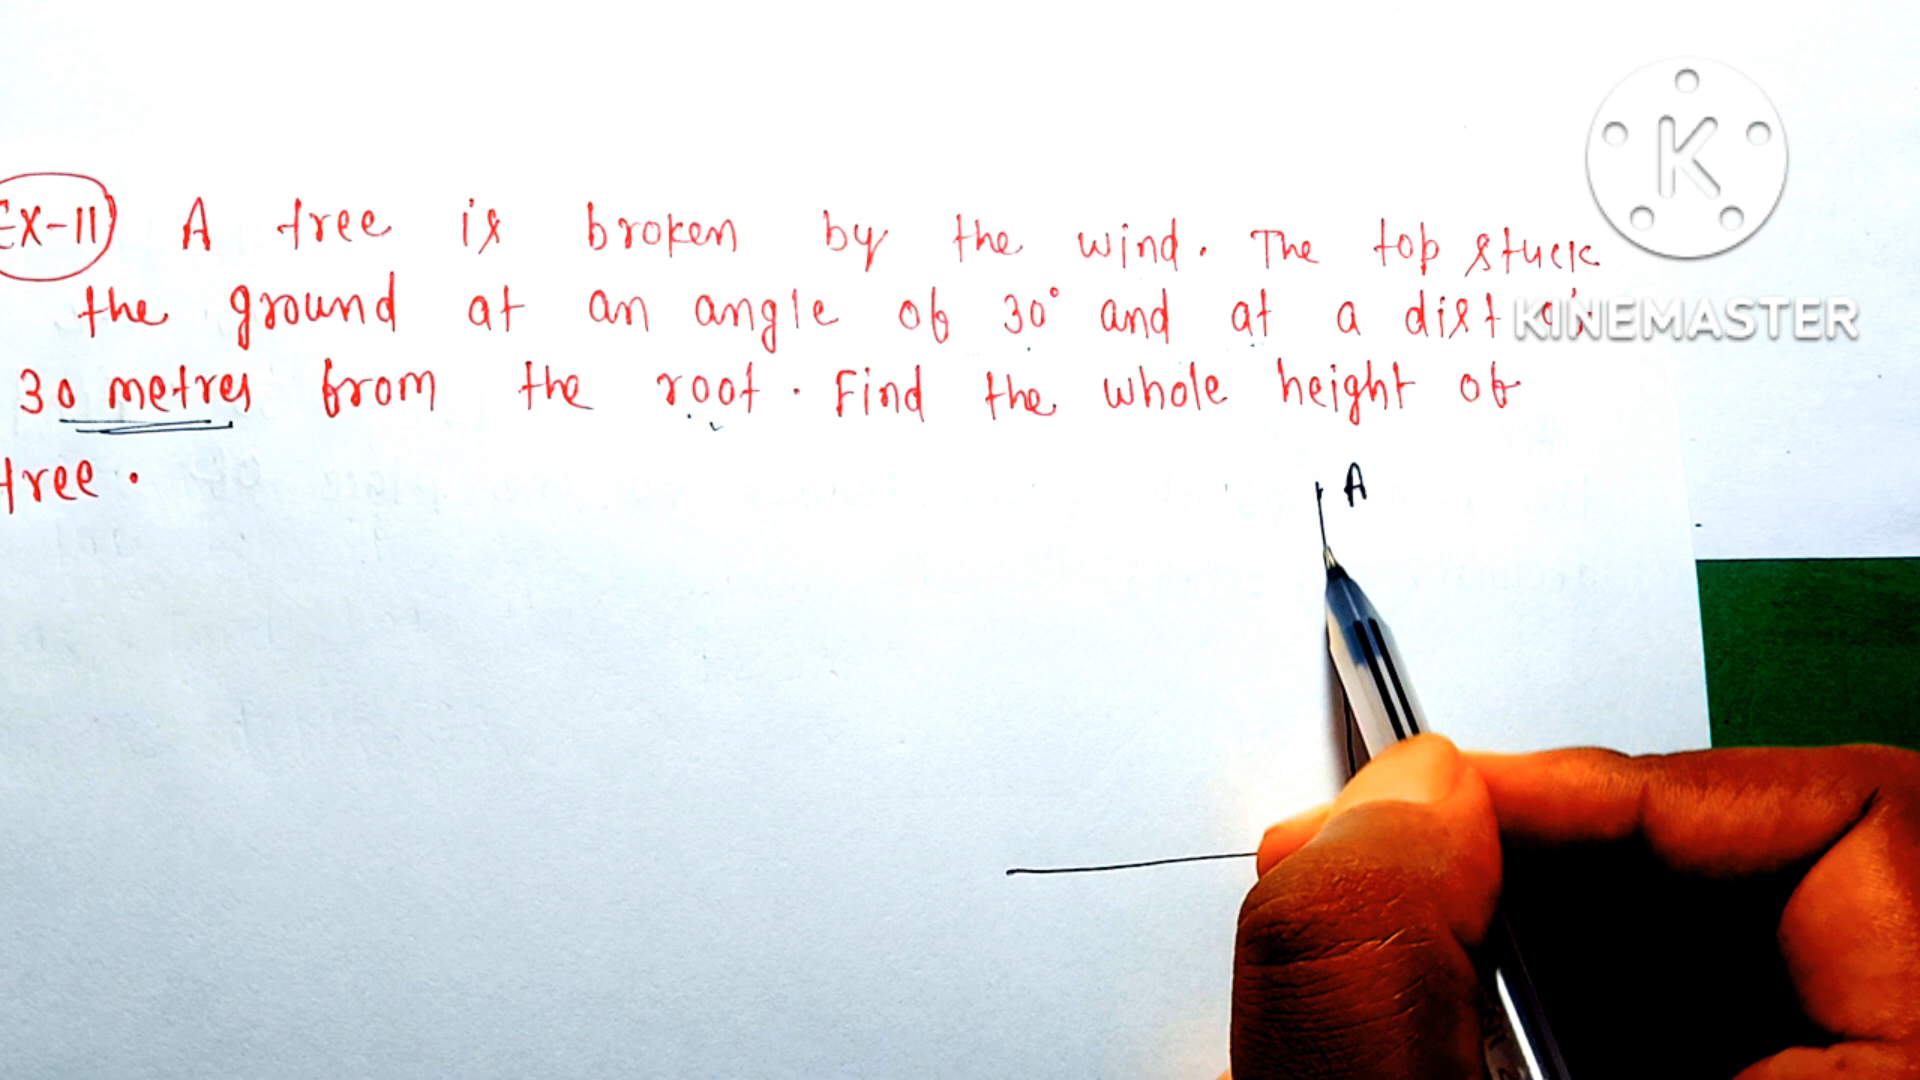 Ex-11) A tree is broken by the wind. The top stuck
the ground at an angle of 30° and at a dist
30 metres from the root. Find the whole height of
tree.
A
K
KINEMASTER